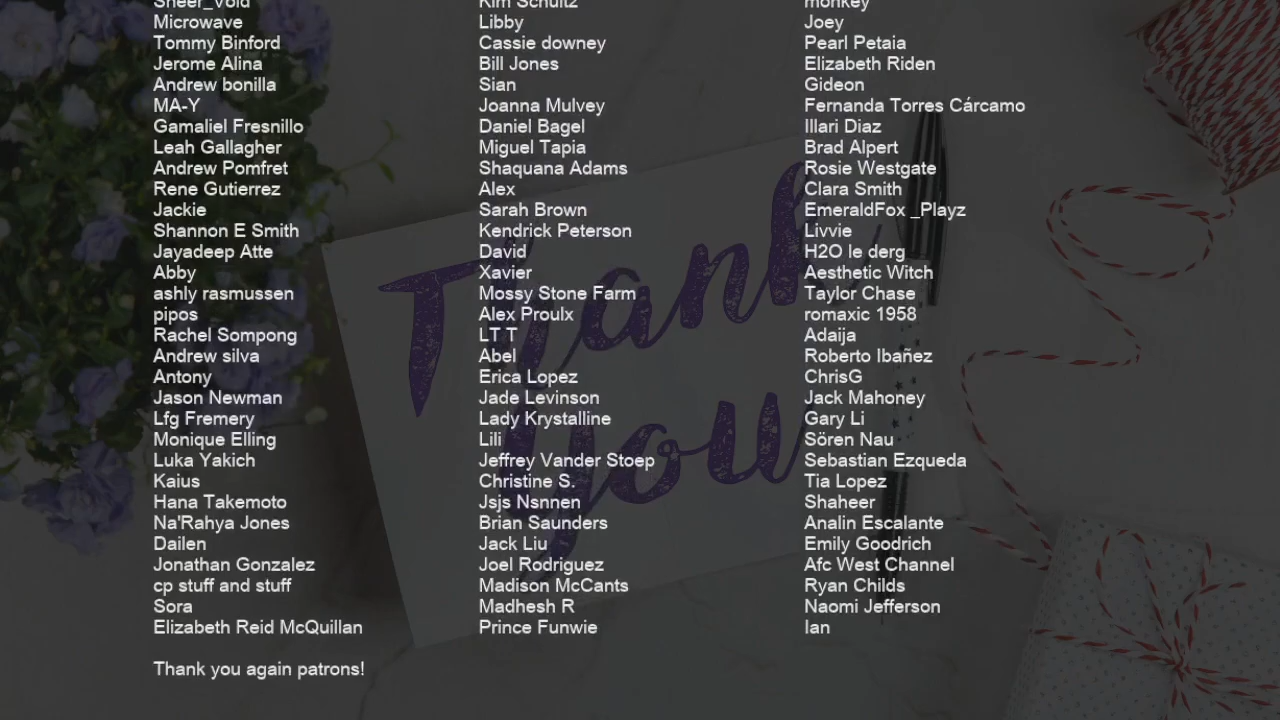 Sheer_Void
Microwave
Tommy Binford
Jerome Alina
Andrew bonilla
MA-Y
Gamaliel Fresnillo
Leah Gallagher
Andrew Pomfret
Rene Gutierrez
Jackie
Shannon E Smith
Jayadeep Atte
Abby
ashly rasmussen
pipos
Rachel Sompong
Andrew silva
Antony
Jason Newman
Lfg Fremery
Monique Elling
Luka Yakich
Kaius
Hana Takemoto
Na'Rahya Jones
Dailen
Jonathan Gonzalez
cp stuff and stuff
Sora
Elizabeth Reid McQuillan
Kim Schultz
Libby
Cassie downey
Bill Jones
Sian
Joanna Mulvey
Daniel Bagel
Miguel Tapia
Shaquana Adams
Alex
Sarah Brown
Kendrick Peterson
David
Xavier
Mossy Stone Farm
Alex Proulx
LT T
Abel
Erica Lopez
Jade Levinson
Lady Krystalline
Lili
Jeffrey Vander Stoep
Christine S.
Jsjs Nsnnen
Brian Saunders
Jack Liu
Joel Rodriguez
Madison McCants
Madhesh R
Prince Funwie
monkey
Joey
Pearl Petaia
Elizabeth Riden
Gideon
Fernanda Torres Cárcamo
Illari Diaz
Brad Alpert
Rosie Westgate
Clara Smith
EmeraldFox _Playz
Livvie
H2O le derg
Aesthetic Witch
Taylor Chase
romaxic 1958
Adaija
Roberto Ibañez
ChrisG
Jack Mahoney
Gary Li
Sören Nau
Sebastian Ezqueda
Tia Lopez
Shaheer
Analin Escalante
Emily Goodrich
Afc West Channel
Ryan Childs
Naomi Jefferson
Ian
Thank you again patrons!
Thank
you